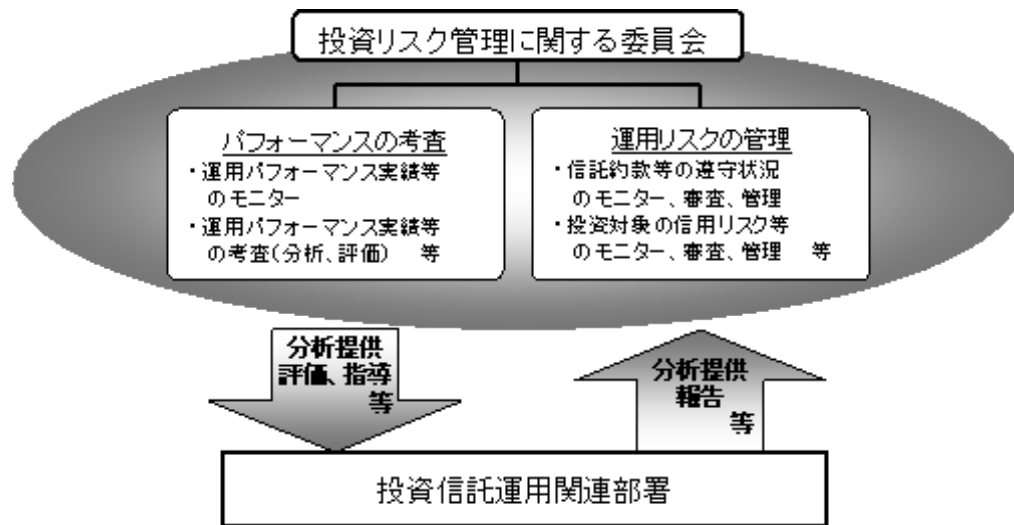 投資リスク管理に関する委員会
パフォーマンスの考査
・運用パフォーマンス実績等
のモニター
・運用パフォーマンス実績等
の考査(分析、評価) 等
運用リスクの管理
・信託約款等の遵守状況
のモニター、審査、管理
・投資対象の信用リスク等
のモニター、審査、管理 等
分析提供
評価、指導
等
分析提供
報告
等
投資信託運用関連部署